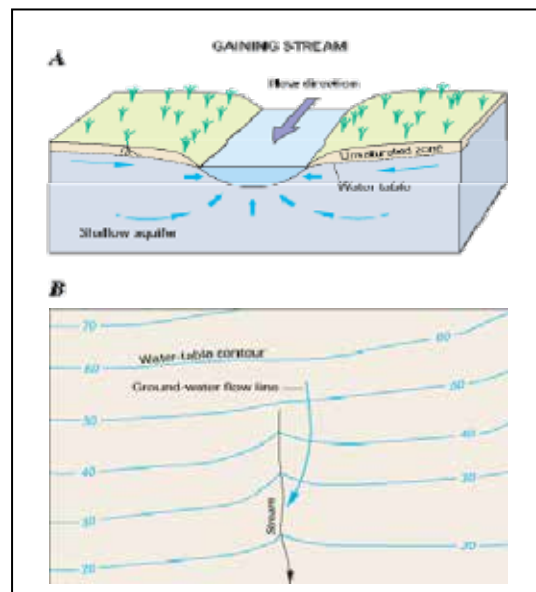 GAINING STREAM
A
Flow direction
Unsaturated zone
Water table
Shallow aquifer
B
70
Water-table contour
60
60
Ground-water flow line
50
50
40
40
30
Stream
30
20
20